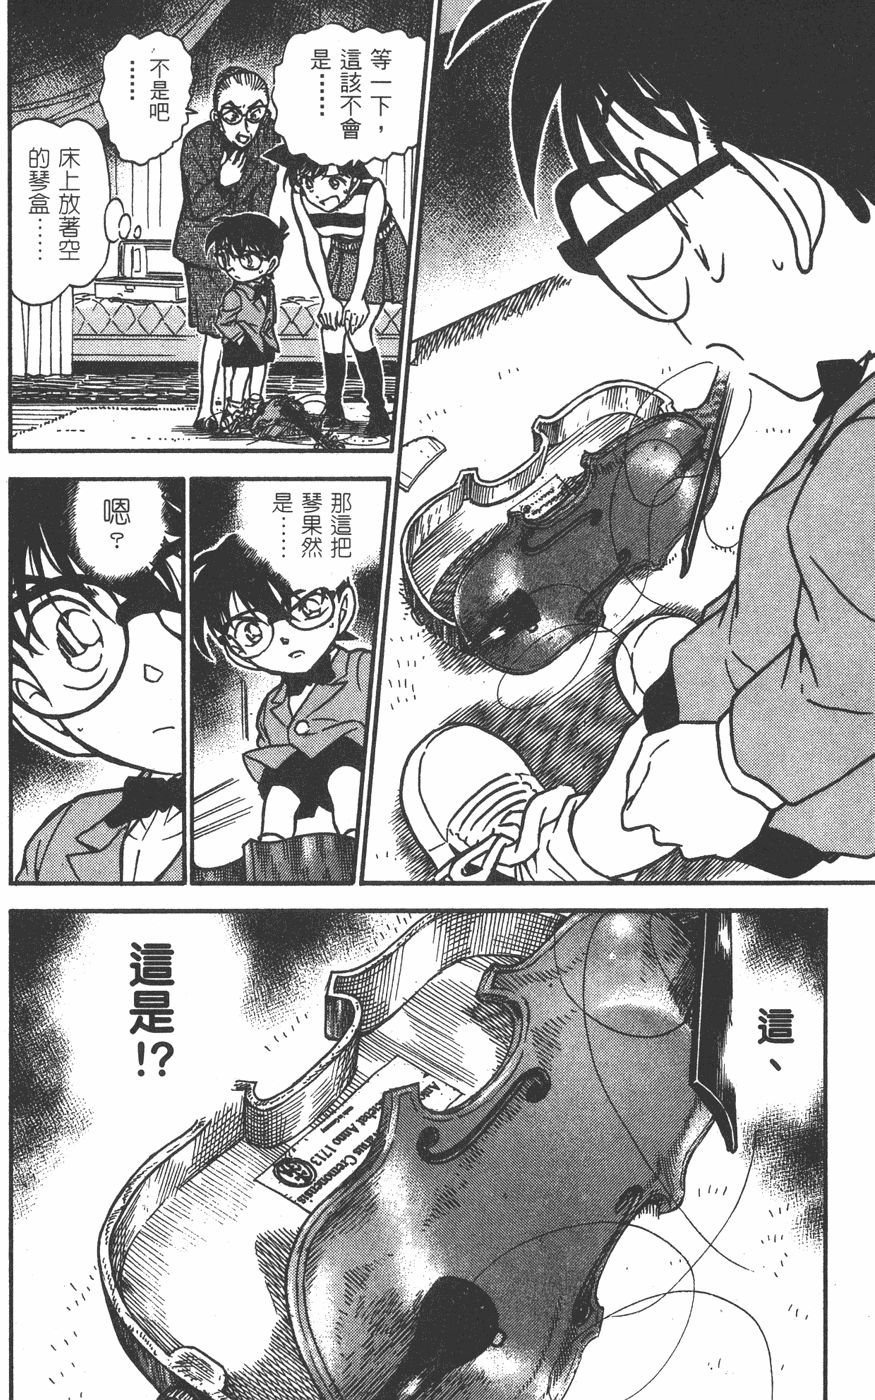 等一下，
這該不會
是……
不是吧
……
床上放著空
的琴盒……
那這把
琴果然
是……
嗯？
這、
這是!?
Anno 1713